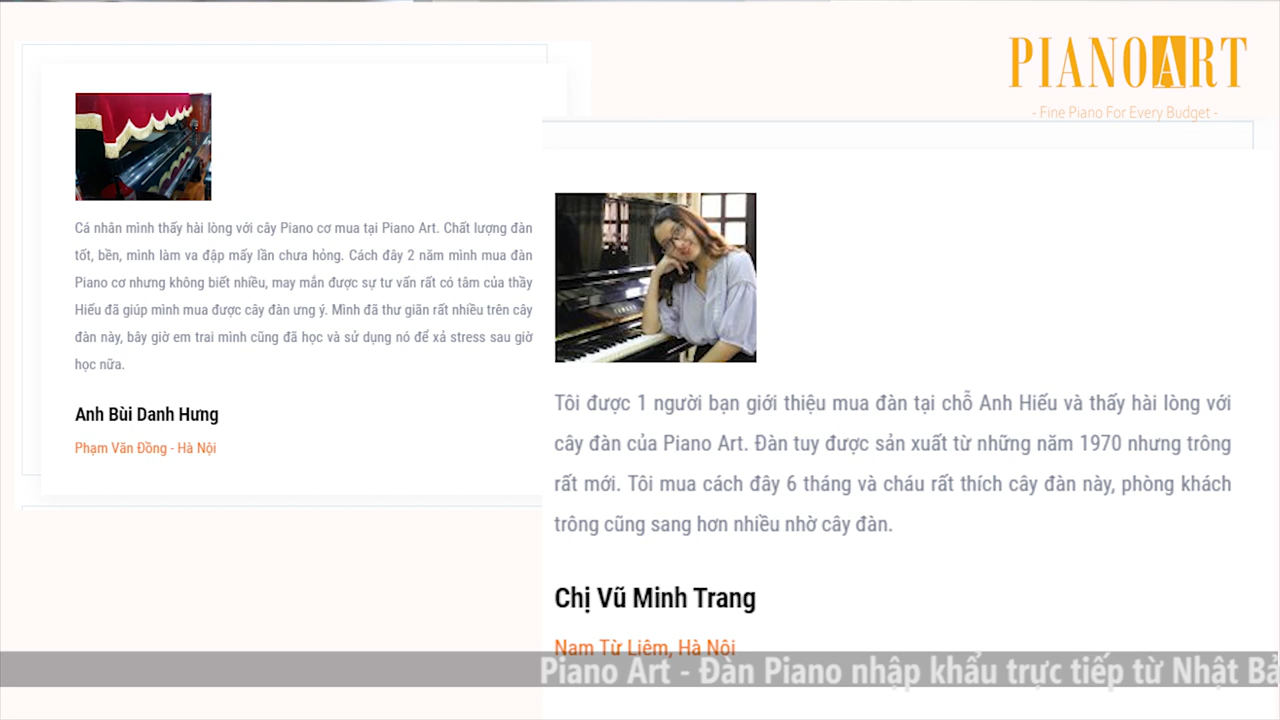 PIANOART
- Fine Piano For Every Budget -
Cá nhân mình thấy hài lòng với cây Piano cơ mua tại Piano Art. Chất lượng đàn
tốt, bền, mình làm va đập mấy lần chưa hỏng. Cách đây 2 năm mình mua đàn
Piano cơ nhưng không biết nhiều, may mắn được sự tư vấn rất có tâm của thầy
Hiếu đã giúp mình mua được cây đàn ưng ý. Mình đã thư giãn rất nhiều trên cây
đàn này, bây giờ em trai mình cũng đã học và sử dụng nó để xả stress sau giờ
học nữa.
Anh Bùi Danh Hưng
Phạm Văn Đồng - Hà Nội
Tôi được 1 người bạn giới thiệu mua đàn tại chỗ Anh Hiếu và thấy hài lòng với
cây đàn của Piano Art. Đàn tuy được sản xuất từ những năm 1970 nhưng trông
rất mới. Tôi mua cách đây 6 tháng và cháu rất thích cây đàn này, phòng khách
trông cũng sang hơn nhiều nhờ cây đàn.
Chị Vũ Minh Trang
Nam Từ Liêm, Hà Nội
Piano Art - Đàn Piano nhập khẩu trực tiếp từ Nhật Bả